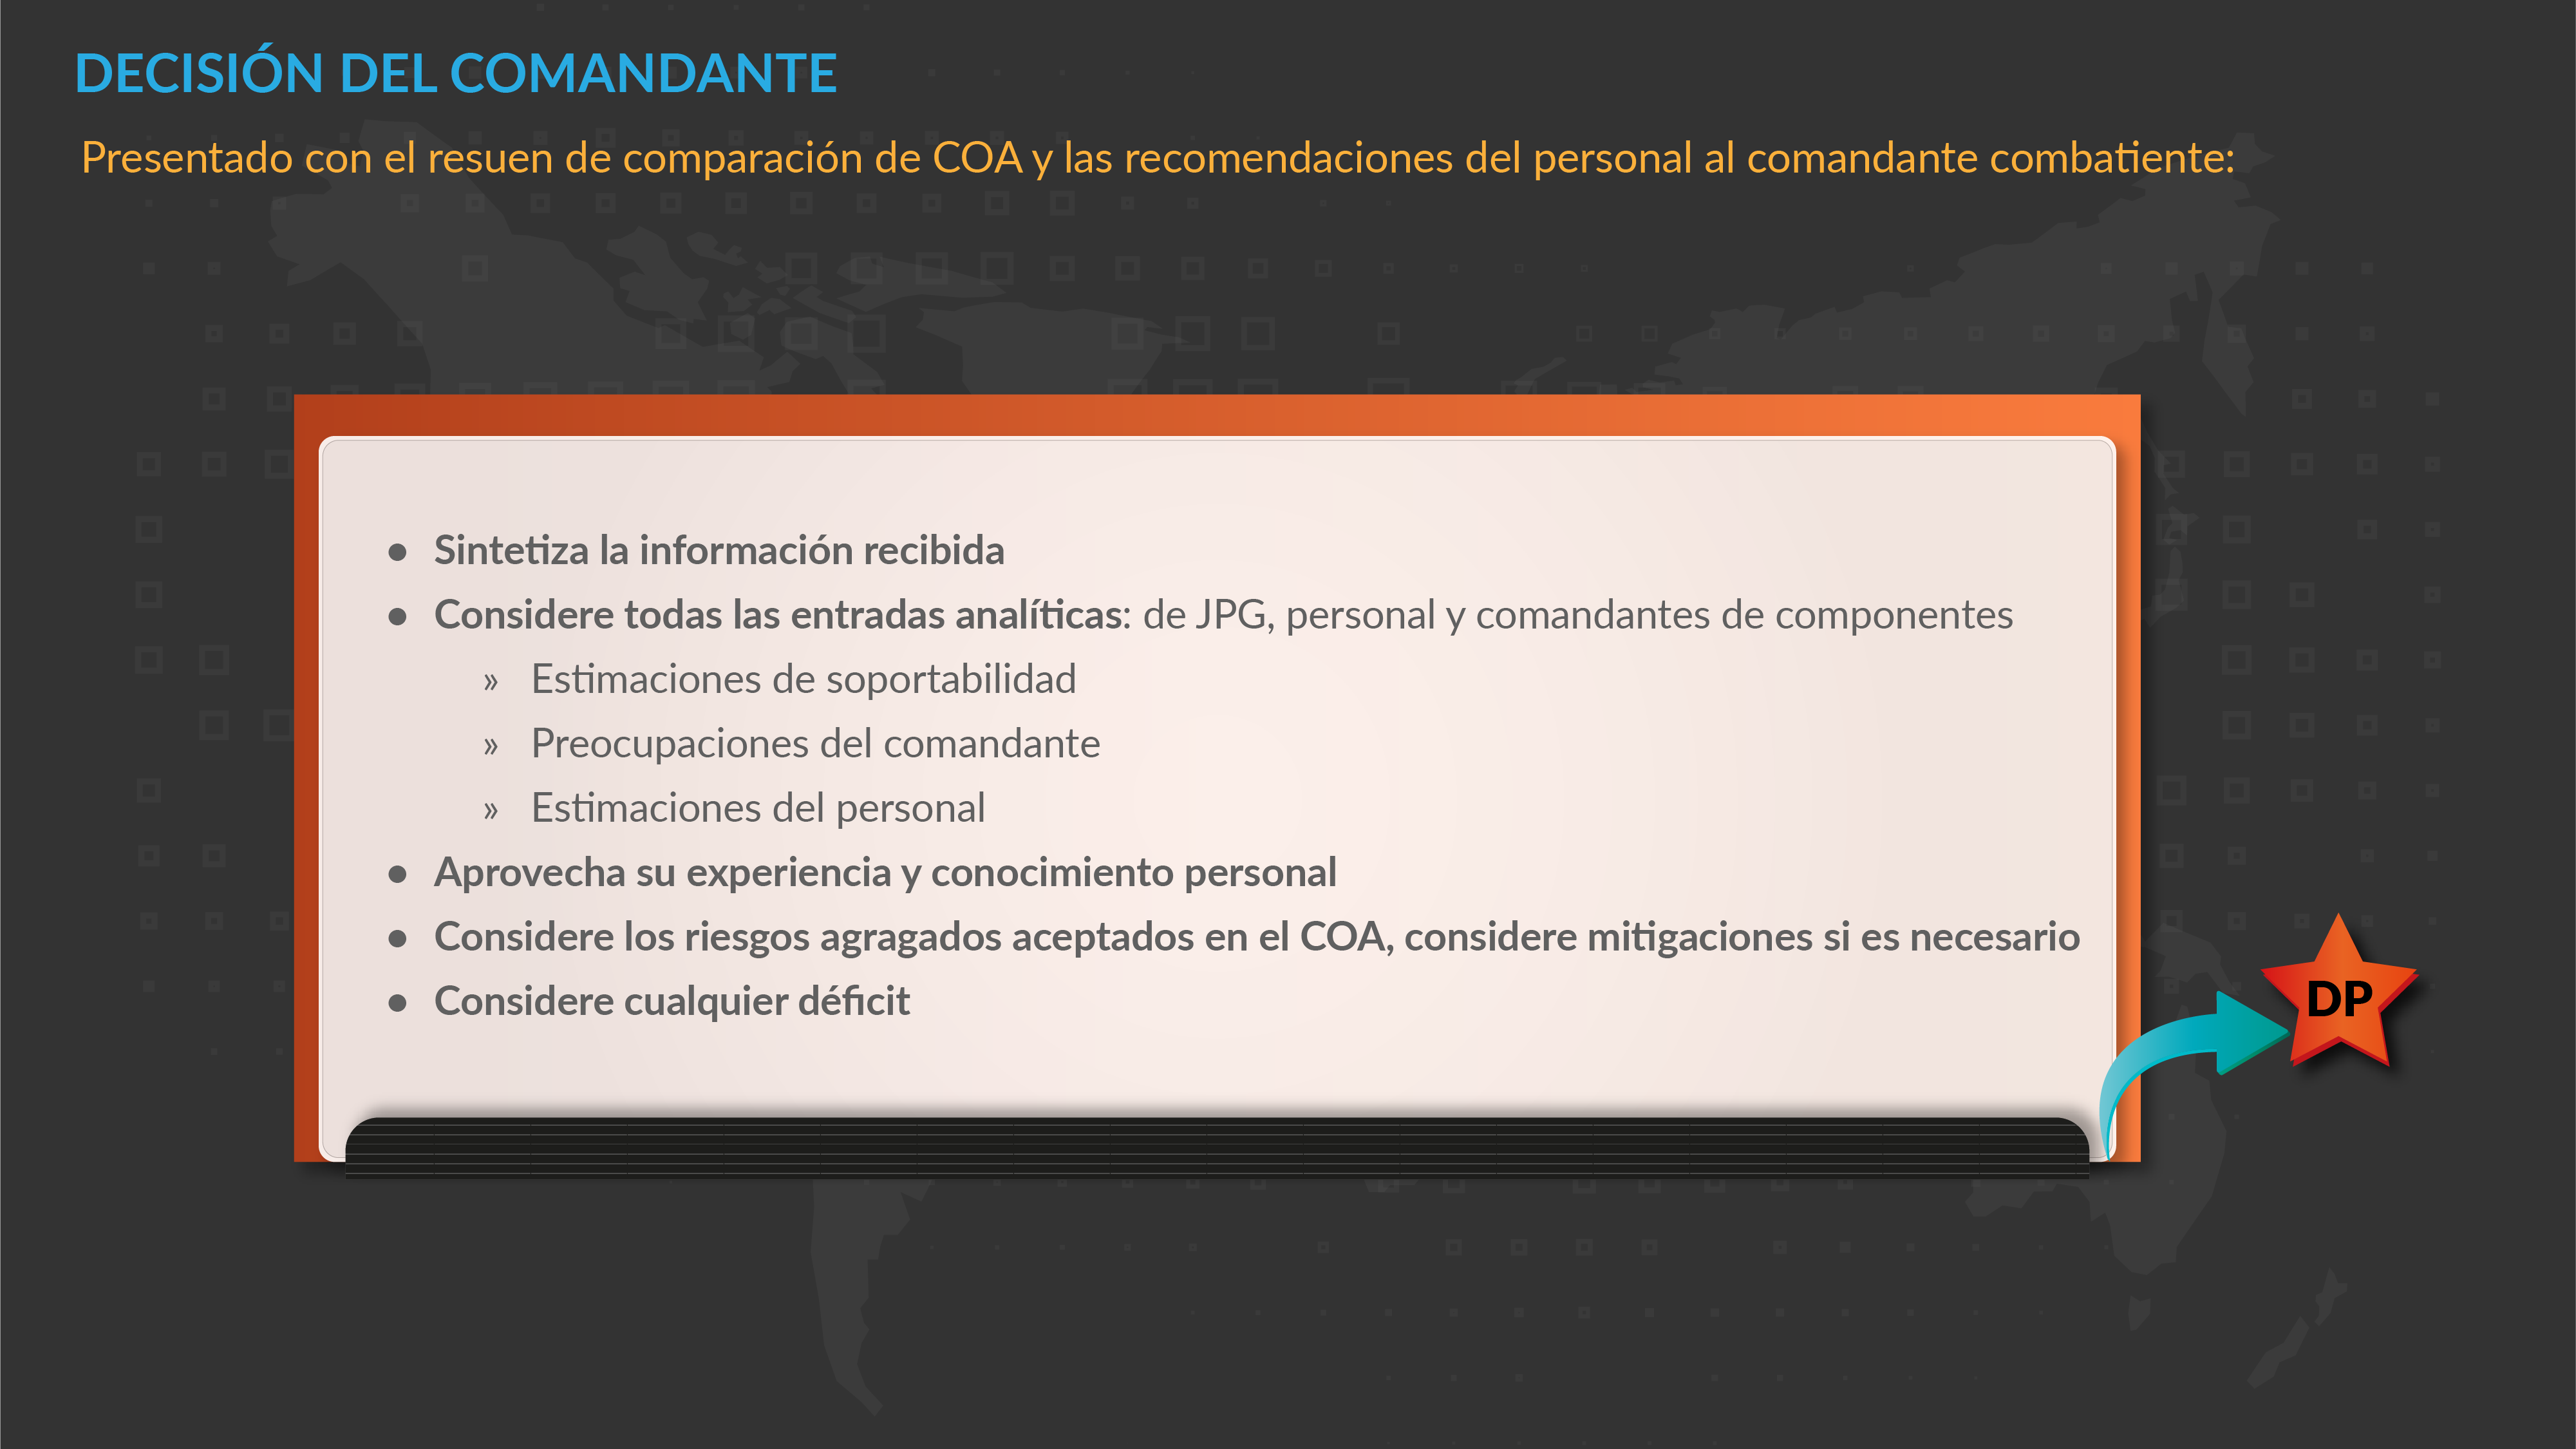 DECISIÓN DEL COMANDANTE
Presentado con el resuen de comparación de COA y las recomendaciones del personal al comandante combatiente:
● Sintetiza la información recibida
● Considere todas las entradas analíticas: de JPG, personal y comandantes de componentes
» Estimaciones de soportabilidad
» Preocupaciones del comandante
» Estimaciones del personal
● Aprovecha su experiencia y conocimiento personal
● Considere los riesgos agragados aceptados en el COA, considere mitigaciones si es necesario
● Considere cualquier déficit
DP